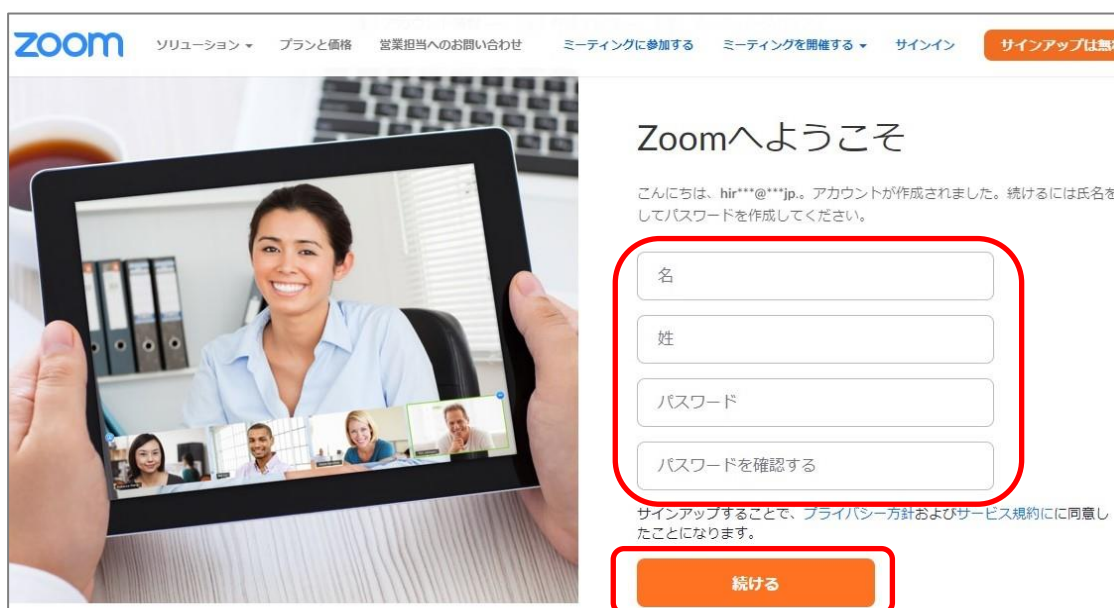 zoom
ソリューション
プランと価格
営業担当へのお問い合わせ
ミーティングに参加する
ミーティングを開催する
サインイン
サインアップは無
Zoomへようこそ
こんにちは、hir***@***jp.。アカウントが作成されました。続けるには氏名を
してパスワードを作成してください。
名
姓
パスワード
パスワードを確認する
サインアップすることで、プライバシー方針およびサービス規約にに同意し
たことになります。
続ける